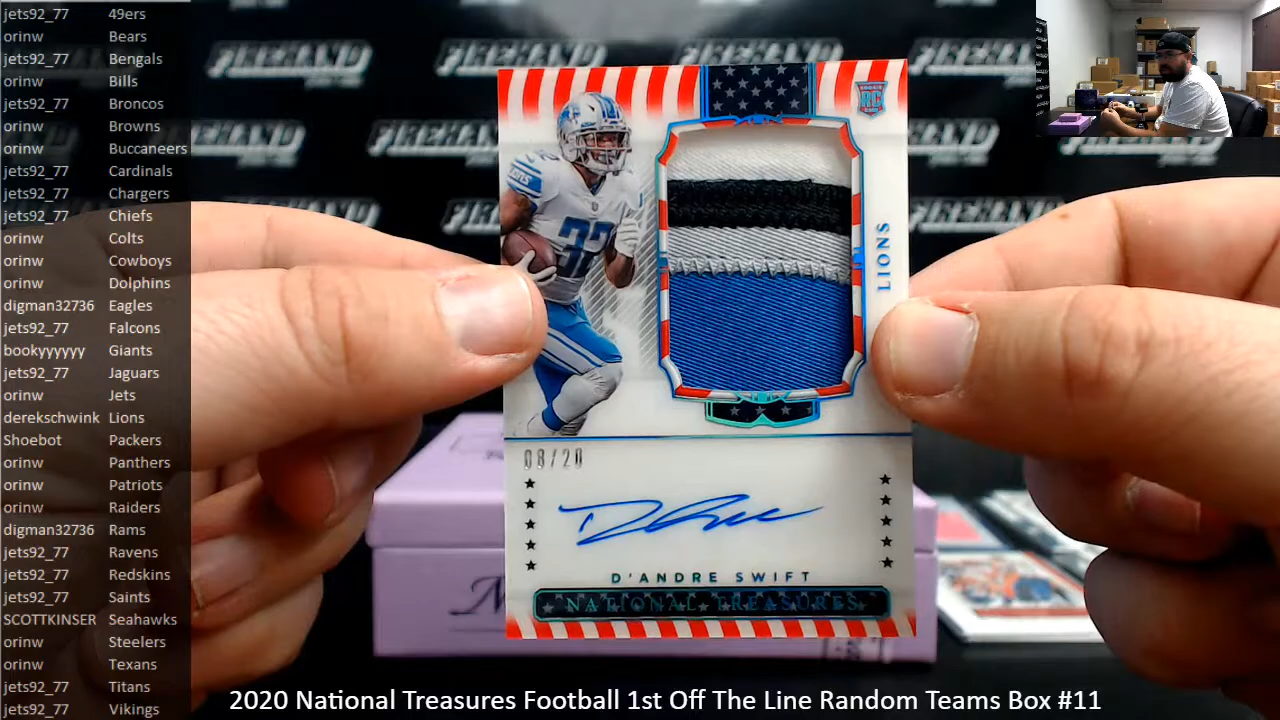 jets92_77 49ers
orinw Bears
jets92_77 Bengals
orinw Bills
jets92_77 Broncos
orinw Browns
orinw Buccaneers
jets92_77 Cardinals
jets92_77 Chargers
jets92_77 Chiefs
orinw Colts
orinw Cowboys
orinw Dolphins
digman32736 Eagles
jets92_77 Falcons
bookyyyyyy Giants
jets92_77 Jaguars
orinw Jets
derekschwink Lions
Shoebot Packers
orinw Panthers
orinw Patriots
orinw Raiders
digman32736 Rams
jets92_77 Ravens
jets92_77 Redskins
jets92_77 Saints
SCOTTKINSER Seahawks
orinw Steelers
orinw Texans
jets92_77 Titans
jets92_77 Vikings
FIREHAND
FIREHAND
FIREHAND
RC
32
LIONS
08/20
D'ANDRE SWIFT
NATIONAL TREASURES
2020 National Treasures Football 1st Off The Line Random Teams Box #11